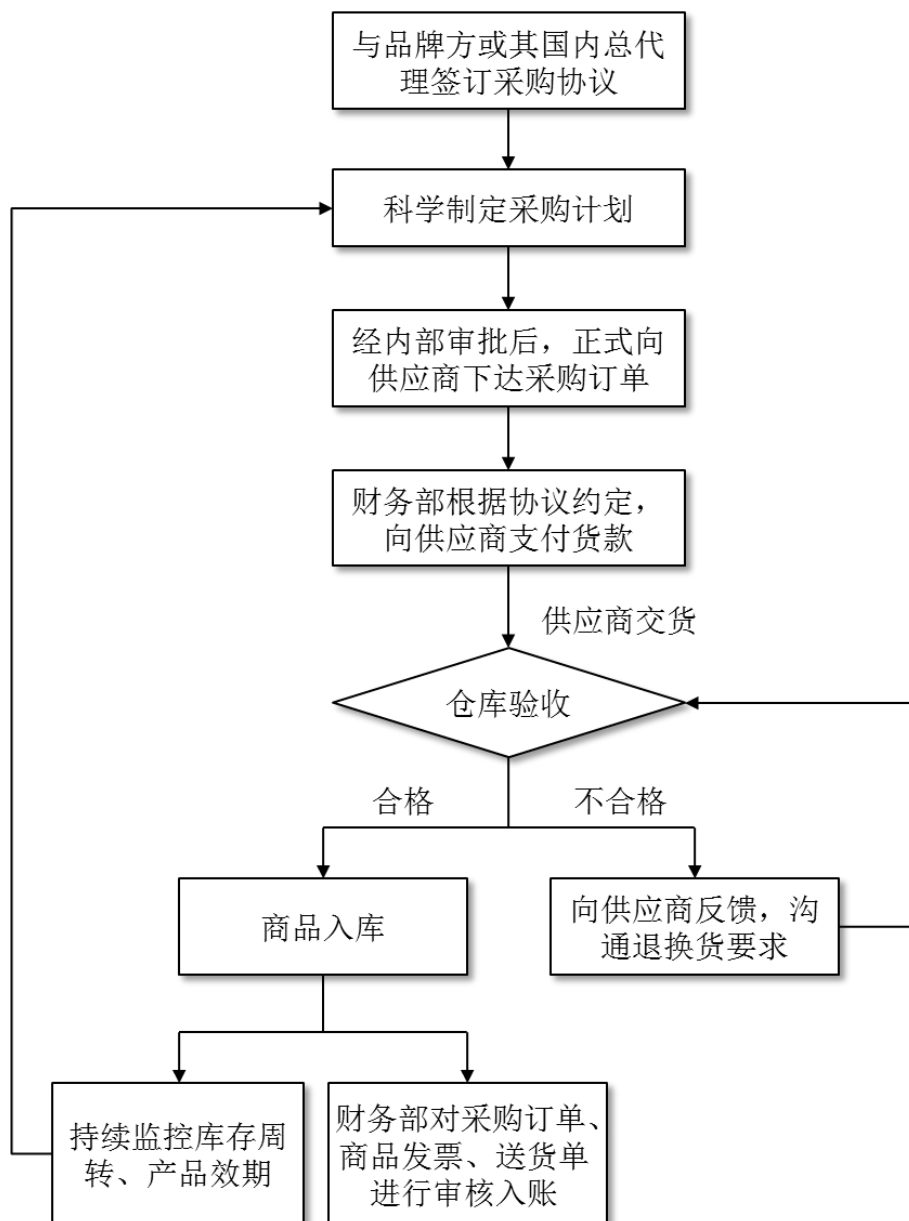 与品牌方或其国内总代
理签订采购协议
科学制定采购计划
经内部审批后，正式向
供应商下达采购订单
财务部根据协议约定，
向供应商支付货款
供应商交货
仓库验收
合格
不合格
商品入库
向供应商反馈，沟
通退换货要求
持续监控库存周
转、产品效期
财务部对采购订单、
商品发票、送货单
进行审核入账